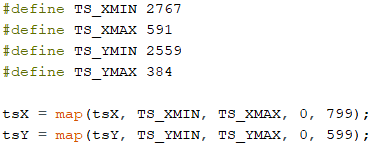 #define TS_XMIN 2767
#define TS_XMAX 591
#define TS_YMIN 2559
#define TS_YMAX 384
tsX = map(tsX, TS_XMIN, TS_XMAX, 0, 799);
tsY = map(tsY, TS_YMIN, TS_YMAX, 0, 599);